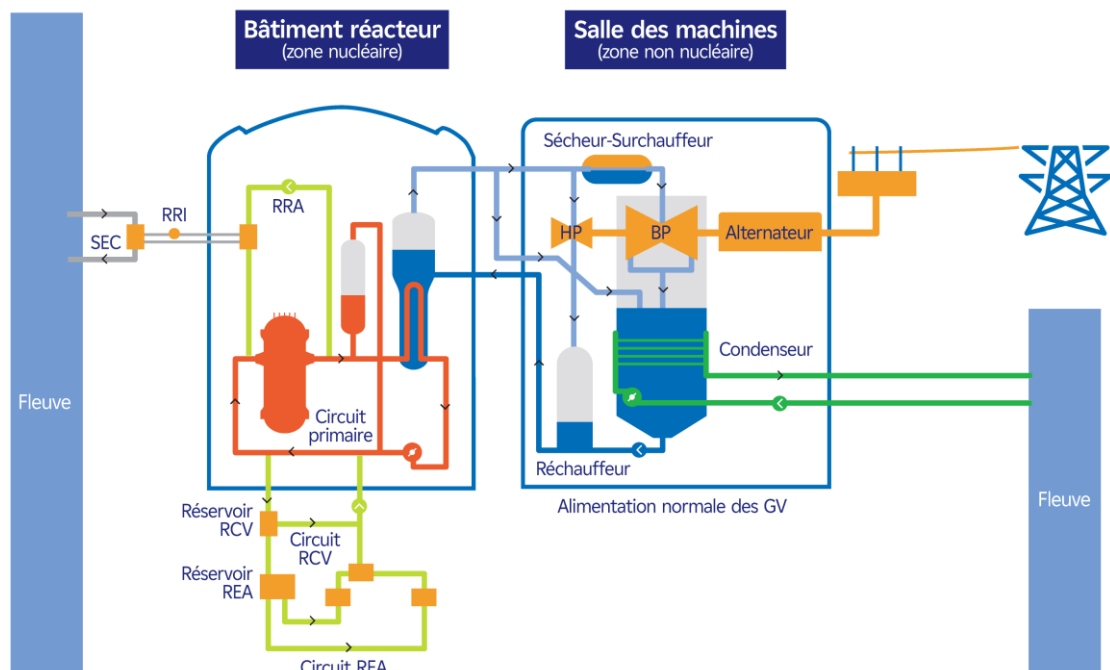 Bâtiment réacteur
(zone nucléaire)
Salle des machines
(zone non nucléaire)
Sécheur-Surchauffeur
RRI
RRA
SEC
HP
BP
Alternateur
Condenseur
Fleuve
Circuit
primaire
Réchauffeur
Fleuve
Alimentation normale des GV
Réservoir
RCV
Circuit
RCV
Réservoir
REA
Circuit REA